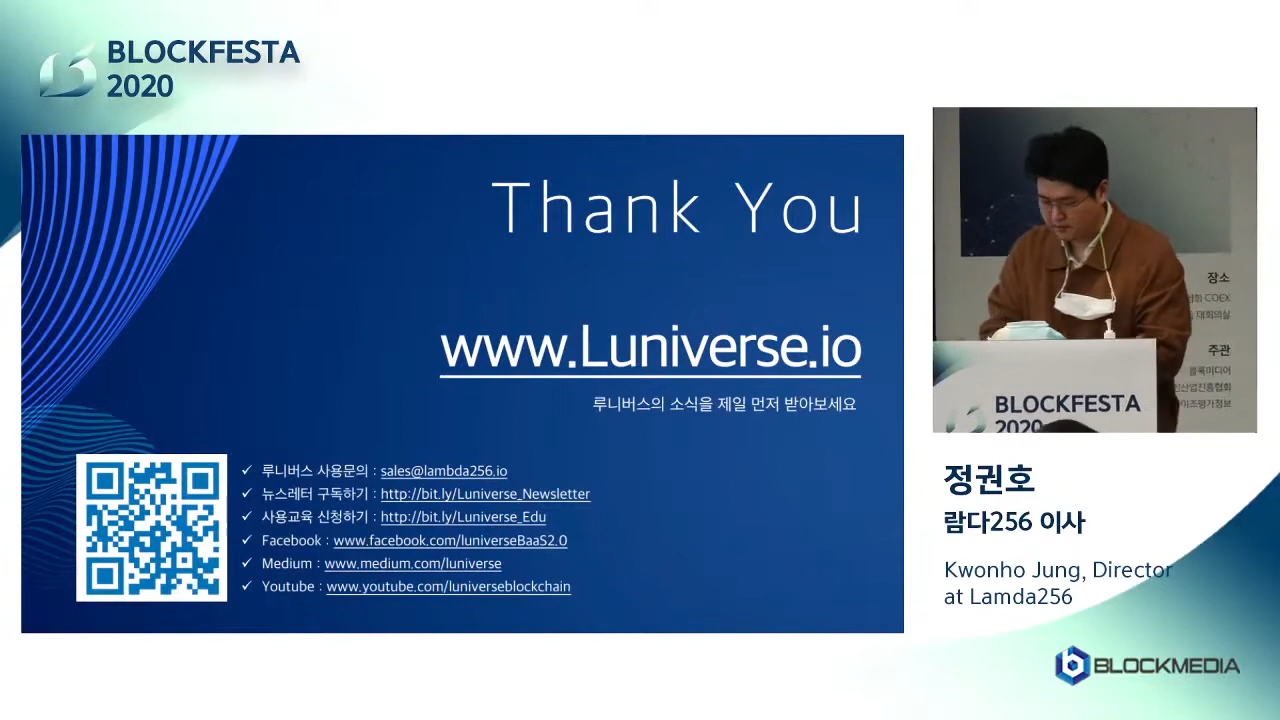 BLOCKFESTA
2020
Thank You
www.Luniverse.io
루니버스의 소식을 제일 먼저 받아보세요
✓ 루니버스 사용문의 : sales@lambda256.io
✓ 뉴스레터 구독하기 : http://bit.ly/Luniverse_Newsletter
✓ 사용교육 신청하기 : http://bit.ly/Luniverse_Edu
✓ Facebook : www.facebook.com/luniverseBaaS2.0
✓ Medium : www.medium.com/luniverse
✓ Youtube : www.youtube.com/luniverseblockchain
장소
COEX
대회의실
주관
블록미디어
BLOCKFESTA
2020
정권호
람다256 이사
Kwonho Jung, Director
at Lamda256
BLOCKMEDIA